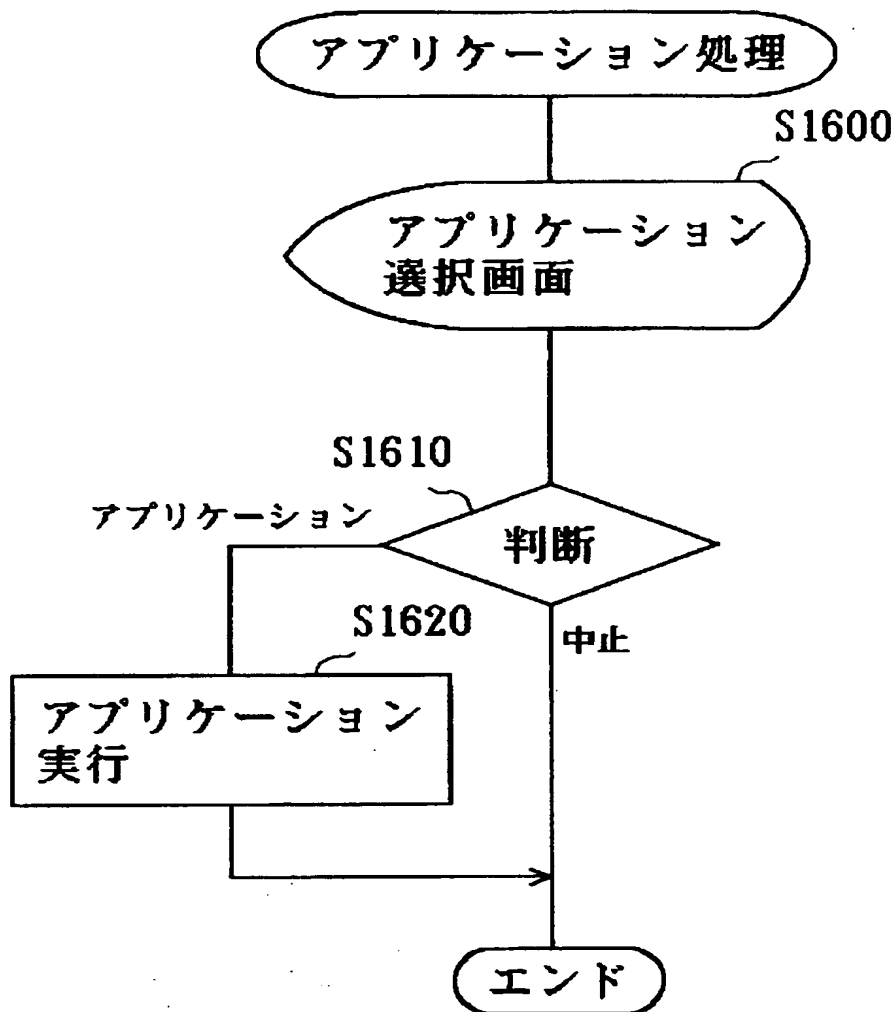 アプリケーション処理
S1600
アプリケーション
選択画面
S1610
アプリケーション
判断
S1620
中止
アプリケーション
実行
エンド